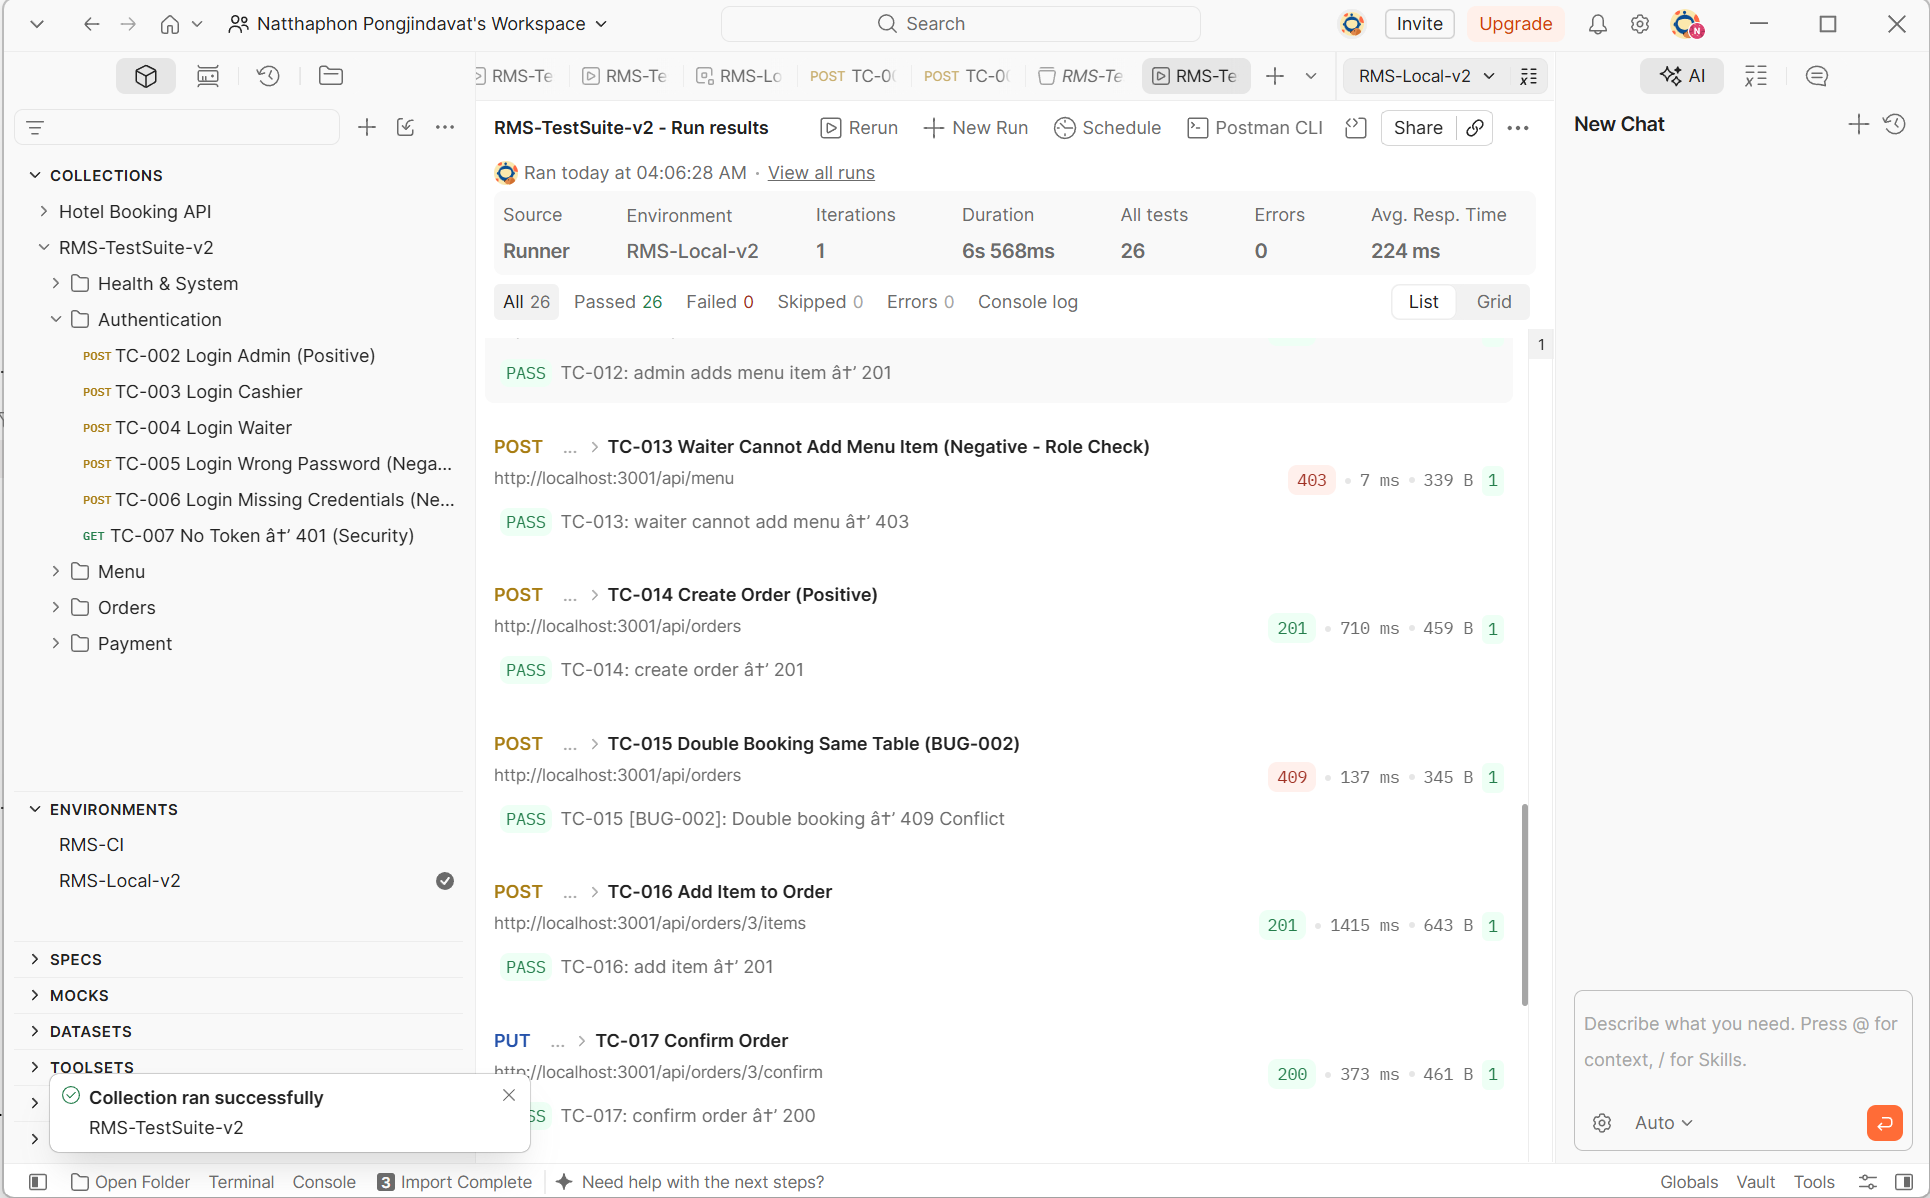 Natthaphon Pongjindavat's Workspace
Search
Invite
Upgrade
RMS-Te
RMS-Te
RMS-Lo
POST TC-0
POST TC-0
RMS-Te
RMS-Te
RMS-Local-v2
AI
COLLECTIONS
Hotel Booking API
RMS-TestSuite-v2
Health & System
Authentication
POST TC-002 Login Admin (Positive)
POST TC-003 Login Cashier
POST TC-004 Login Waiter
POST TC-005 Login Wrong Password (Nega...
POST TC-006 Login Missing Credentials (Ne...
GET TC-007 No Token â†’ 401 (Security)
Menu
Orders
Payment
ENVIRONMENTS
RMS-CI
RMS-Local-v2
SPECS
MOCKS
DATASETS
TOOLSETS
Collection ran successfully
RMS-TestSuite-v2
RMS-TestSuite-v2 - Run results
Rerun
New Run
Schedule
Postman CLI
Share
Ran today at 04:06:28 AM · View all runs
Source Environment Iterations Duration All tests Errors Avg. Resp. Time
Runner RMS-Local-v2 1 6s 568ms 26 0 224 ms
All 26 Passed 26 Failed 0 Skipped 0 Errors 0 Console log
List Grid
1
PASS TC-012: admin adds menu item â†’ 201
POST ... > TC-013 Waiter Cannot Add Menu Item (Negative - Role Check)
http://localhost:3001/api/menu
403 • 7 ms • 339 B 1
PASS TC-013: waiter cannot add menu â†’ 403
POST ... > TC-014 Create Order (Positive)
http://localhost:3001/api/orders
201 • 710 ms • 459 B 1
PASS TC-014: create order â†’ 201
POST ... > TC-015 Double Booking Same Table (BUG-002)
http://localhost:3001/api/orders
409 • 137 ms • 345 B 1
PASS TC-015 [BUG-002]: Double booking â†’ 409 Conflict
POST ... > TC-016 Add Item to Order
http://localhost:3001/api/orders/3/items
201 • 1415 ms • 643 B 1
PASS TC-016: add item â†’ 201
PUT ... > TC-017 Confirm Order
http://localhost:3001/api/orders/3/confirm
200 • 373 ms • 461 B 1
SS TC-017: confirm order â†’ 200
New Chat
Describe what you need. Press @ for
context, / for Skills.
Auto
Open Folder
Terminal
Console
3 Import Complete
Need help with the next steps?
Globals
Vault
Tools
N